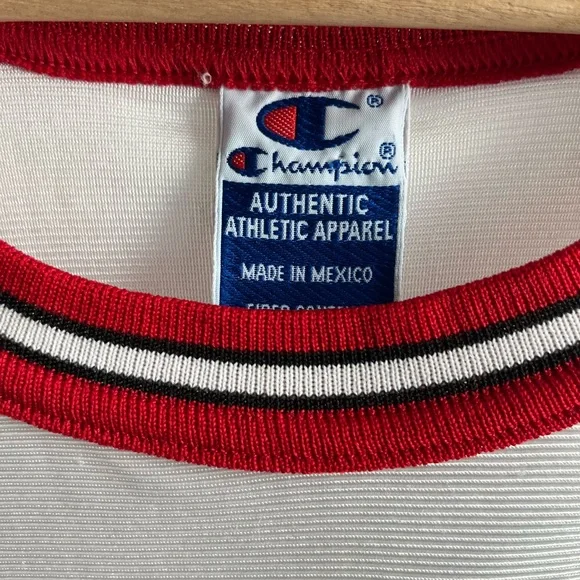 ®
Champion®
AUTHENTIC
ATHLETIC APPAREL
MADE IN MEXICO